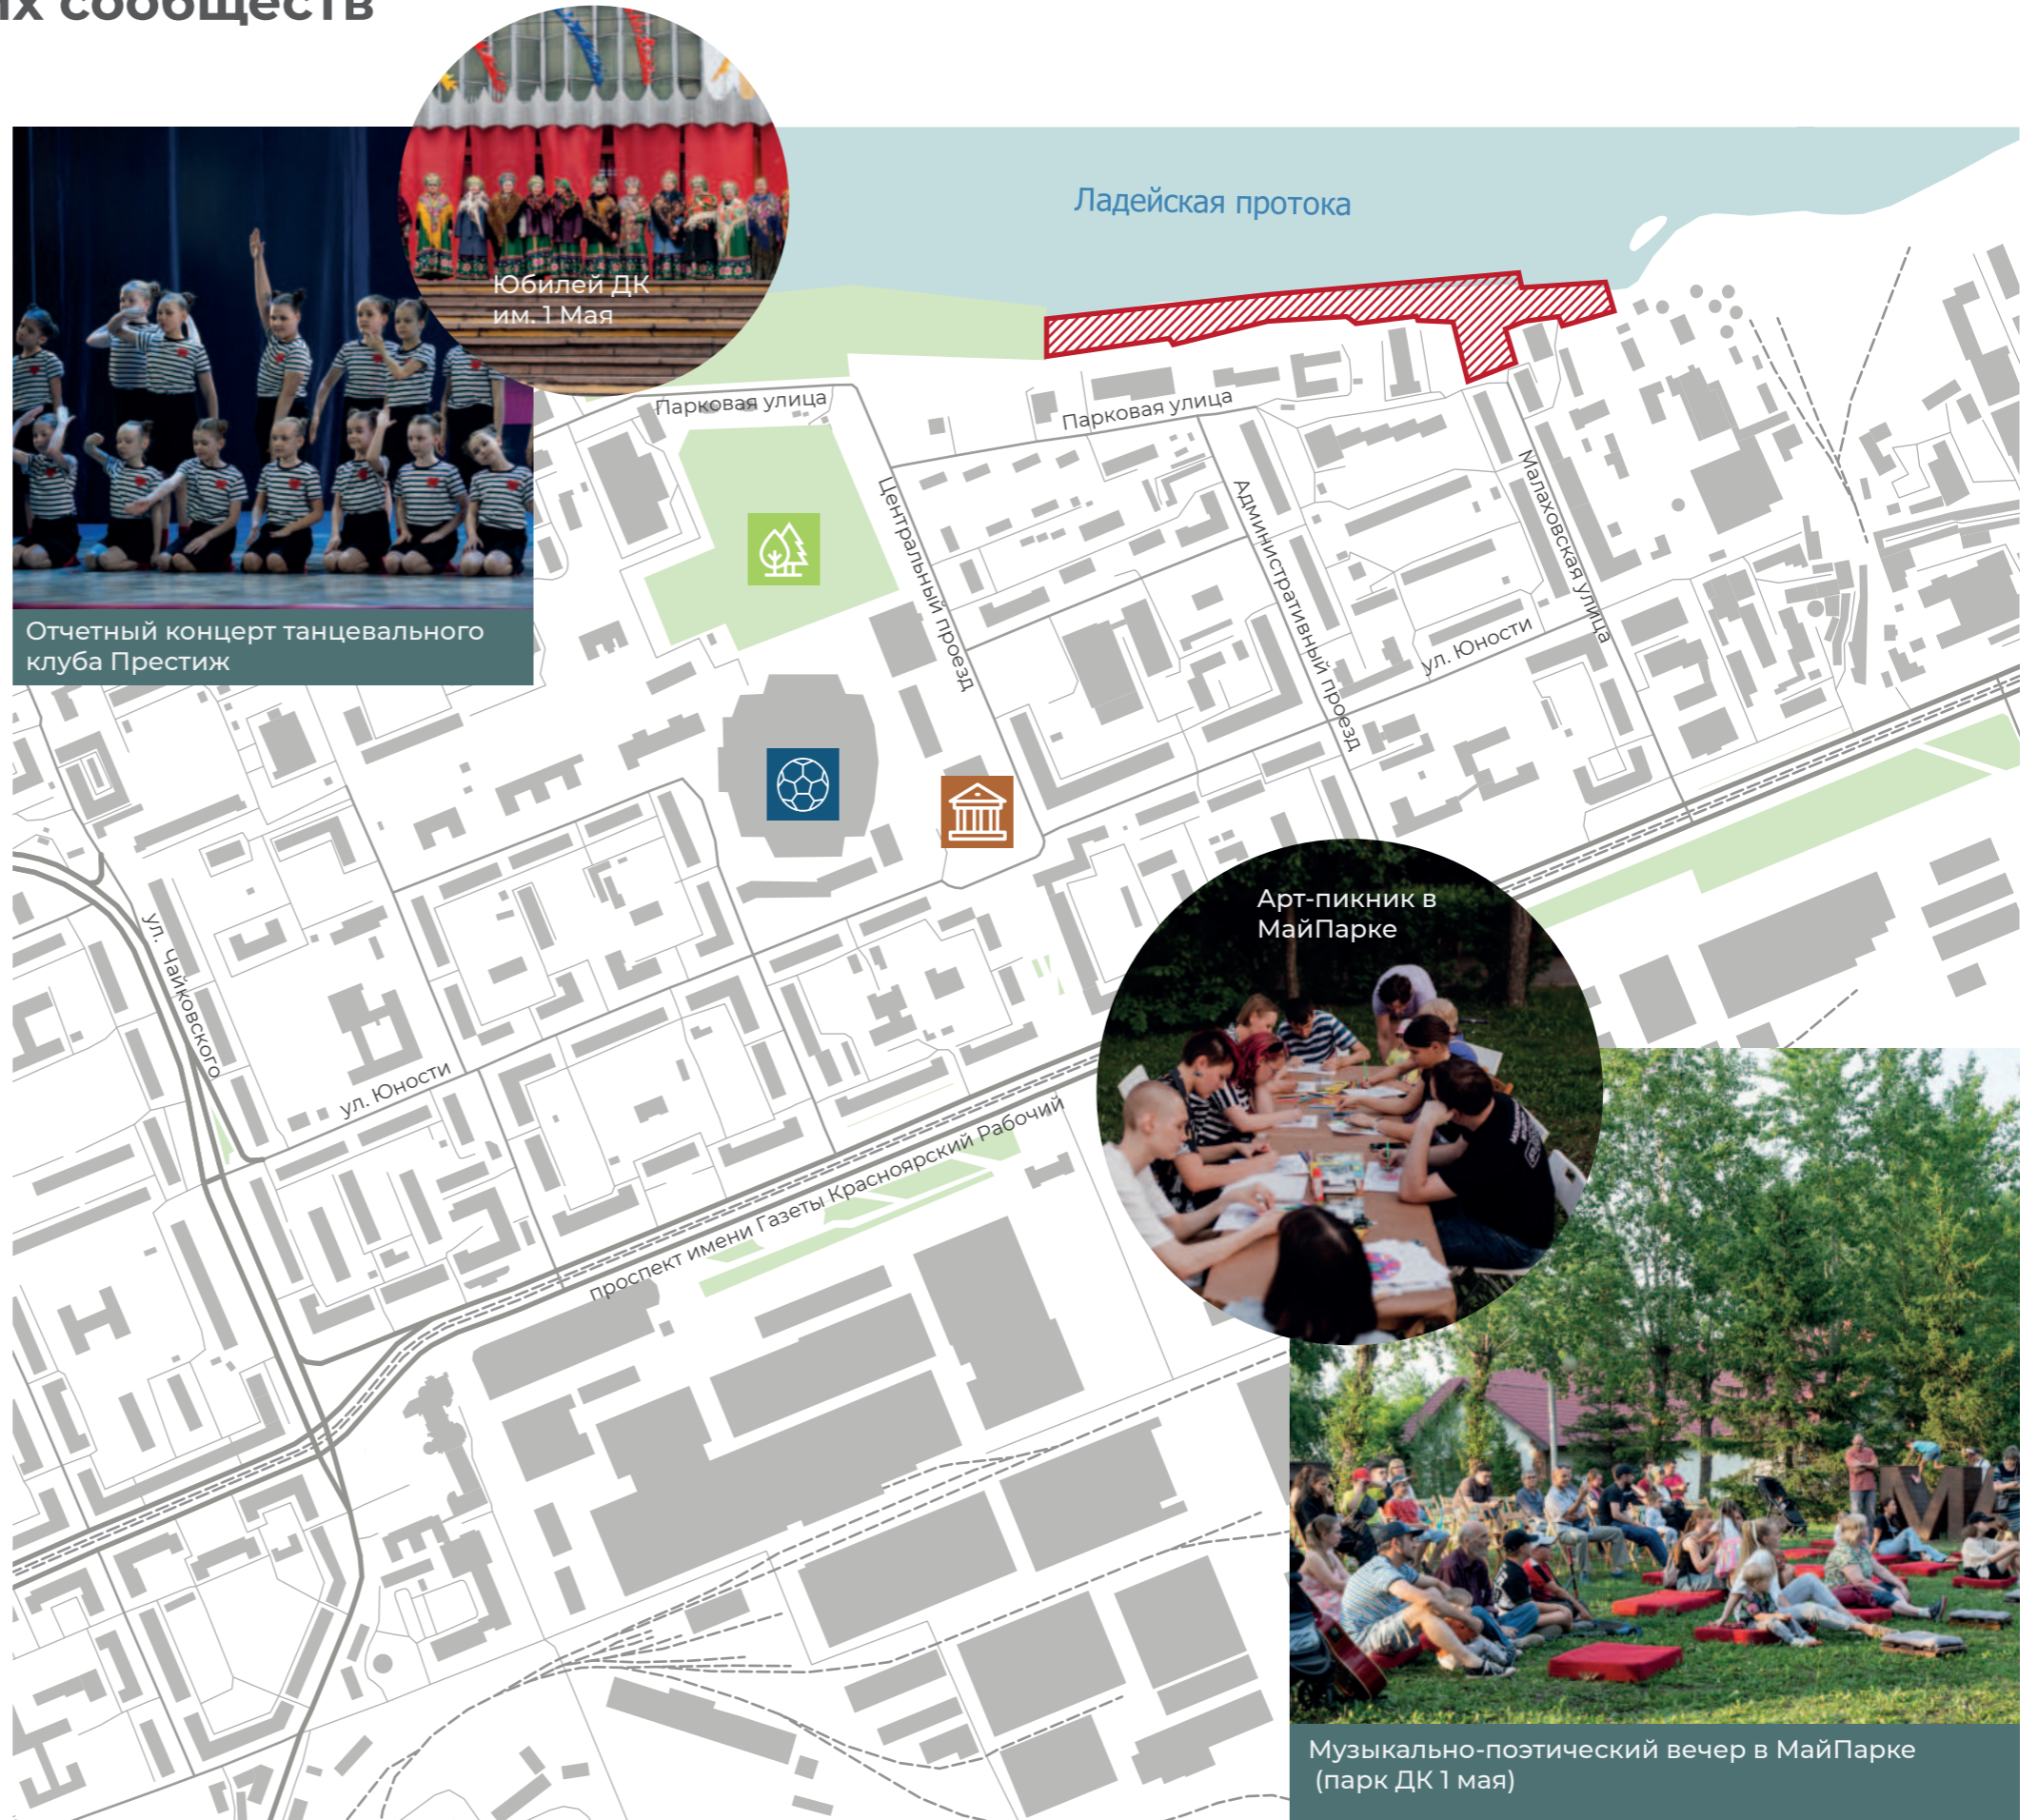 их сообществ
Юбилей ДК
им. 1 Мая
Ладейская протока
Отчетный концерт танцевального
клуба Престиж
Парковая улица
Парковая улица
Центральный проезд
Административный проезд
Малаховская улица
ул. Юности
ул. Чайковского
ул. Юности
проспект имени Газеты Красноярский Рабочий
Арт-пикник в
МайПарке
Музыкально-поэтический вечер в МайПарке
(парк ДК 1 мая)